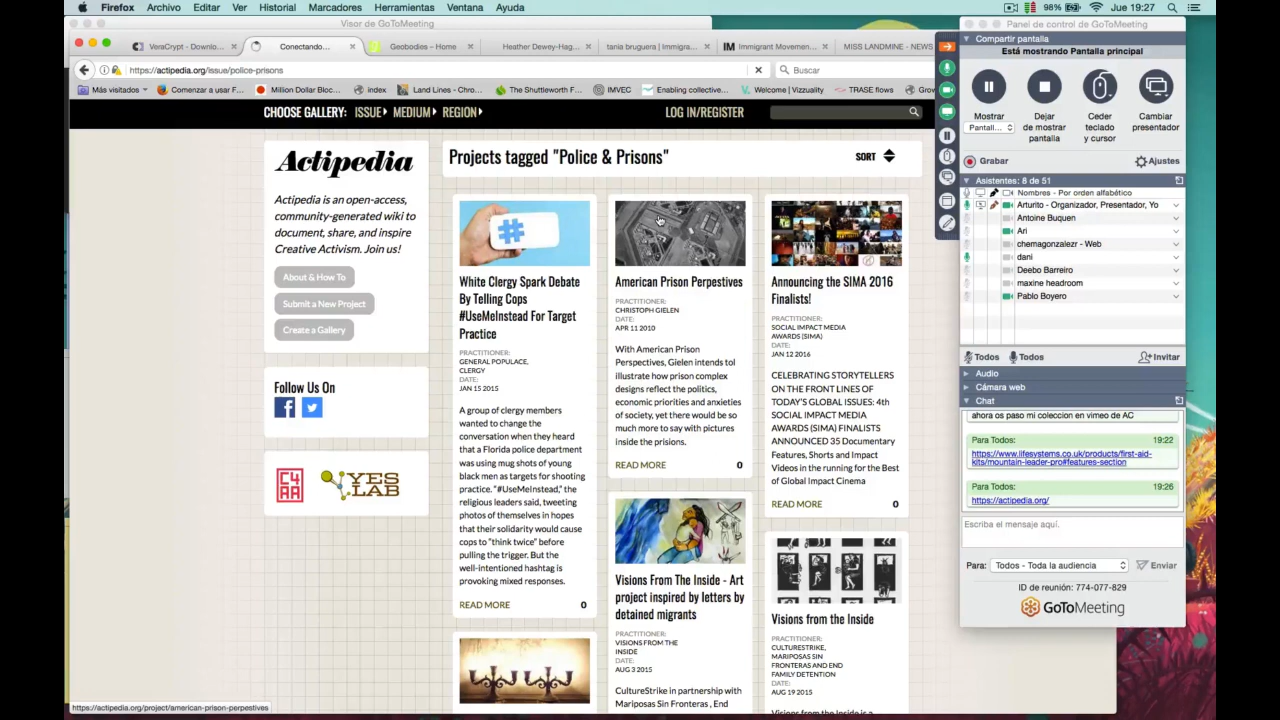 Firefox Archivo Editar Ver Historial Marcadores Herramientas Ventana Ayuda
98% Jue 19:27
Visor de GoToMeeting
VeraCrypt - Downlo...
Conectando...
Geobodies – Home
Heather Dewey-Hag...
tania bruguera | Immigra...
Immigrant Movemen...
MISS LANDMINE - NEWS
https://actipedia.org/issue/police-prisons
Buscar
Más visitados
Comenzar a usar F...
Million Dollar Bloc...
index
Land Lines - Chro...
The Shuttleworth F...
IMVEC
Enabling collective...
Welcome | Vizzuality
TRASE flows
Grow
CHOOSE GALLERY: ISSUE MEDIUM REGION
LOG IN/REGISTER
Actipedia
Actipedia is an open-access,
community-generated wiki to
document, share, and inspire
Creative Activism. Join us!
About & How To
Submit a New Project
Create a Gallery
Follow Us On
C4
AA
YES
LAB
Projects tagged "Police & Prisons"
SORT
#
White Clergy Spark Debate
By Telling Cops
#UseMeInstead For Target
Practice
PRACTITIONER:
GENERAL POPULACE,
CLERGY
DATE:
JAN 15 2015
A group of clergy members
wanted to change the
conversation when they heard
that a Florida police department
was using mug shots of young
black men as targets for shooting
practice. "#UseMeInstead," the
religious leaders said, tweeting
photos of themselves in hopes
that their solidarity would cause
cops to "think twice" before
pulling the trigger. But the
well-intentioned hashtag is
provoking mixed responses.
READ MORE 0
American Prison Perpestives
PRACTITIONER:
CHRISTOPH GIELEN
DATE:
APR 11 2010
With American Prison
Perspectives, Gielen intends tol
illustrate how prison complex
designs reflect the politics,
economic priorities and anxieties
of society, yet there would be so
much more to say with pictures
inside the prisons.
READ MORE 0
Visions From The Inside - Art
project inspired by letters by
detained migrants
PRACTITIONER:
VISIONS FROM THE
INSIDE
DATE:
AUG 3 2015
CultureStrike in partnership with
Mariposas Sin Fronteras , End
Announcing the SIMA 2016
Finalists!
PRACTITIONER:
SOCIAL IMPACT MEDIA
AWARDS (SIMA)
DATE:
JAN 12 2016
CELEBRATING STORYTELLERS
ON THE FRONT LINES OF
TODAY'S GLOBAL ISSUES: 4th
SOCIAL IMPACT MEDIA
AWARDS (SIMA) FINALISTS
ANNOUNCED 35 Documentary
Features, Shorts and Impact
Videos in the running for the Best
of Global Impact Cinema
READ MORE 0
Visions from the Inside
PRACTITIONER:
CULTURESTRIKE,
MARIPOSAS SIN
FRONTERAS AND END
FAMILY DETENTION
DATE:
AUG 19 2015
Visions from the Inside is a
https://actipedia.org/project/american-prison-perpestives
Panel de control de GoToMeeting
Compartir pantalla
Está mostrando Pantalla principal
Mostrar
Pantall...
Dejar
de mostrar
pantalla
Ceder
teclado
y cursor
Cambiar
presentador
Grabar
Ajustes
Asistentes: 8 de 51
Nombres - Por orden alfabético
Arturito - Organizador, Presentador, Yo
Antoine Buquen
Ari
chemagonzalezr - Web
dani
Deebo Barreiro
maxine headroom
Pablo Boyero
Todos Todos Invitar
Audio
Cámara web
Chat
ahora os paso mi coleccion en vimeo de AC
Para Todos: 19:22
https://www.lifesystems.co.uk/products/first-aid-
kits/mountain-leader-pro#features-section
Para Todos: 19:26
https://actipedia.org/
Escriba el mensaje aquí.
Para: Todos - Toda la audiencia Enviar
ID de reunión: 774-077-829
GoToMeeting